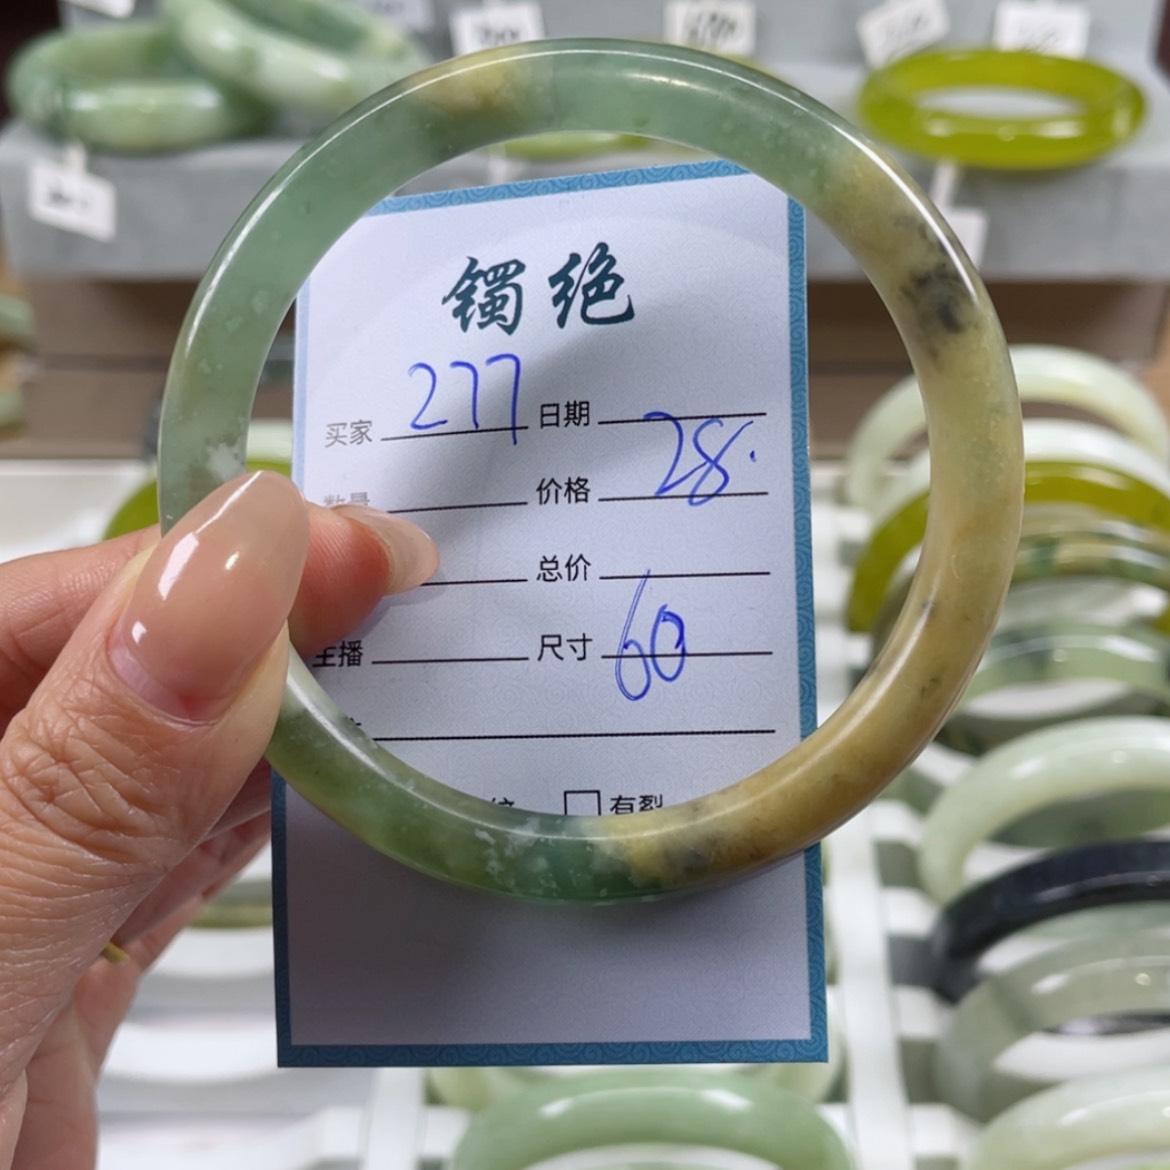 镯绝
买家 277 日期
数量 价格 28.
总价
主播 尺寸 60
有裂